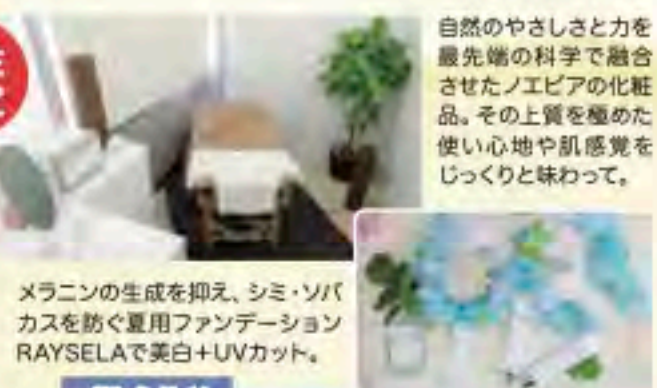 自然のやさしさと力を
最先端の科学で融合
させたノエビアの化粧
品。その上質を極めた
使い心地や肌感覚を
じっくりと味わって。
メラニンの生成を抑え、シミ・ソバ
カスを防ぐ夏用ファンデーション
RAYSELAで美白+UVカット。